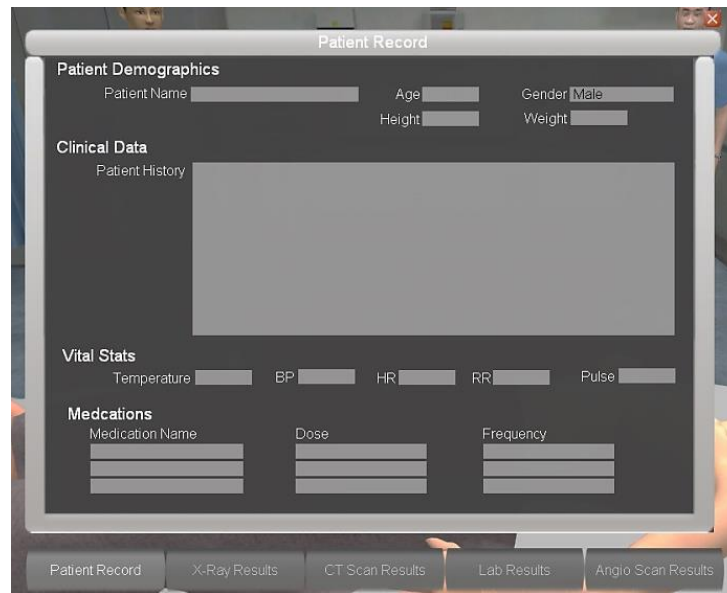 Patient Record
Patient Demographics
Patient Name Age Gender Male
Height Weight
Clinical Data
Patient History
Vital Stats
Temperature BP HR RR Pulse
Medcations
Medication Name Dose Frequency
Patient Record X-Ray Results CT Scan Results Lab Results Angio Scan Results